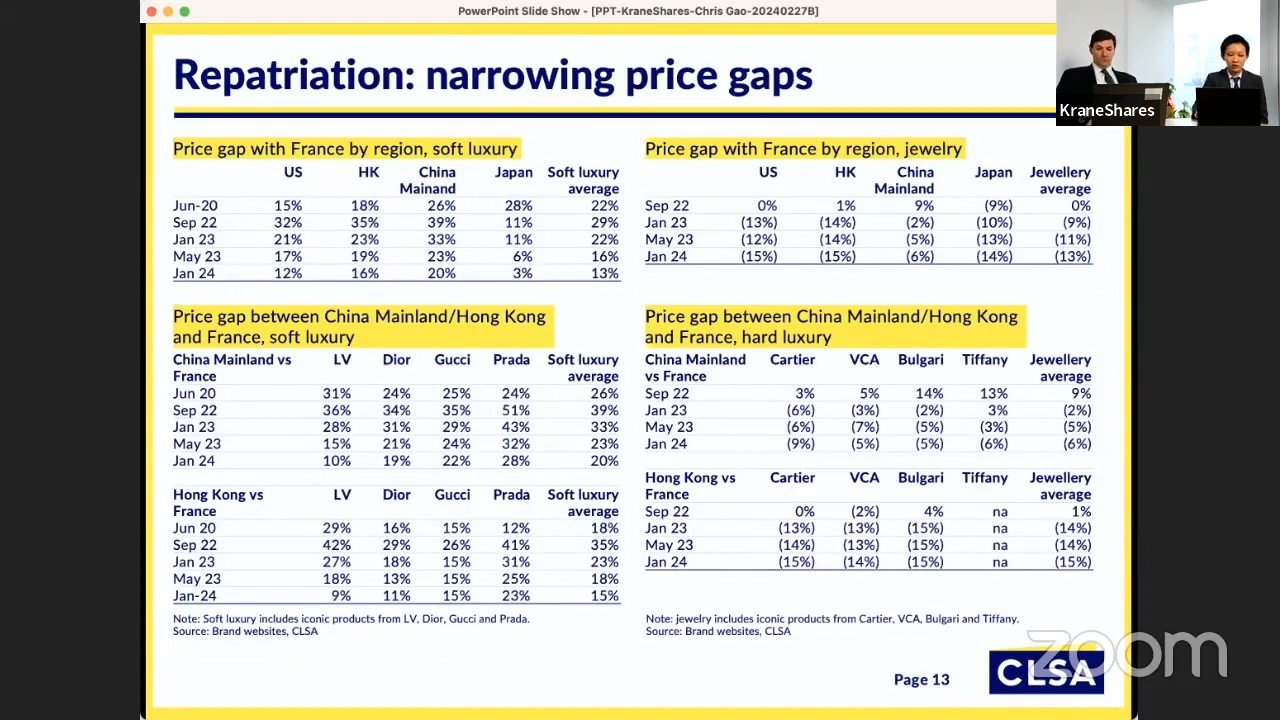 PowerPoint Slide Show - [PPT-KraneShares-Chris Gao-20240227B]
KraneShares
Repatriation: narrowing price gaps
Price gap with France by region, soft luxury
US HK China Mainand Japan Soft luxury average
Jun-20 15% 18% 26% 28% 22%
Sep 22 32% 35% 39% 11% 29%
Jan 23 21% 23% 33% 11% 22%
May 23 17% 19% 23% 6% 16%
Jan 24 12% 16% 20% 3% 13%
Price gap with France by region, jewelry
US HK China Mainland Japan Jewellery average
Sep 22 0% 1% 9% (9%) 0%
Jan 23 (13%) (14%) (2%) (10%) (9%)
May 23 (12%) (14%) (5%) (13%) (11%)
Jan 24 (15%) (15%) (6%) (14%) (13%)
Price gap between China Mainland/Hong Kong
and France, soft luxury
China Mainland vs France LV Dior Gucci Prada Soft luxury average
Jun 20 31% 24% 25% 24% 26%
Sep 22 36% 34% 35% 51% 39%
Jan 23 28% 31% 29% 43% 33%
May 23 15% 21% 24% 32% 23%
Jan 24 10% 19% 22% 28% 20%
Hong Kong vs France LV Dior Gucci Prada Soft luxury average
Jun 20 29% 16% 15% 12% 18%
Sep 22 42% 29% 26% 41% 35%
Jan 23 27% 18% 15% 31% 23%
May 23 18% 13% 15% 25% 18%
Jan-24 9% 11% 15% 23% 15%
Note: Soft luxury includes iconic products from LV, Dior, Gucci and Prada.
Source: Brand websites, CLSA
Price gap between China Mainland/Hong Kong
and France, hard luxury
China Mainland vs France Cartier VCA Bulgari Tiffany Jewellery average
Sep 22 3% 5% 14% 13% 9%
Jan 23 (6%) (3%) (2%) 3% (2%)
May 23 (6%) (7%) (5%) (3%) (5%)
Jan 24 (9%) (5%) (5%) (6%) (6%)
Hong Kong vs France Cartier VCA Bulgari Tiffany Jewellery average
Sep 22 0% (2%) 4% na 1%
Jan 23 (13%) (13%) (15%) na (14%)
May 23 (14%) (13%) (15%) na (14%)
Jan 24 (15%) (14%) (15%) na (15%)
Note: jewelry includes iconic products from Cartier, VCA, Bulgari and Tiffany.
Source: Brand websites, CLSA
Page 13
CLSA
zoom